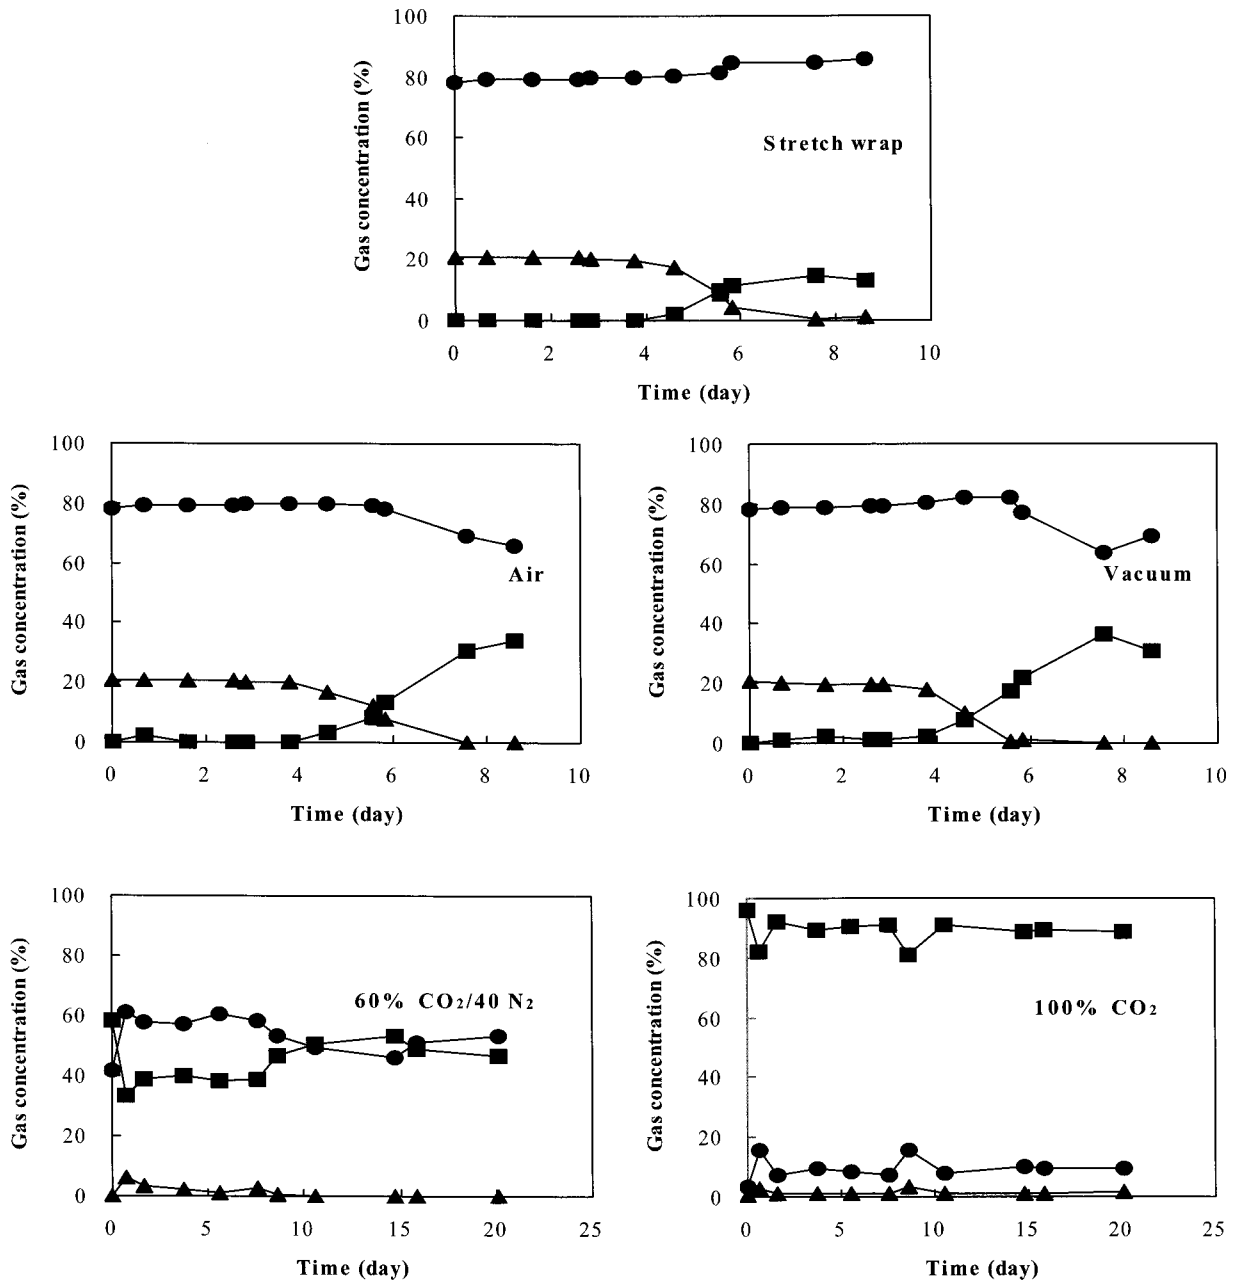 100
80
60
40
20
0
Gas concentration (%)
Stretch wrap
0 2 4 6 8 10
Time (day)
100
80
60
40
20
0
Gas concentration (%)
Air
0 2 4 6 8 10
Time (day)
100
80
60
40
20
0
Gas concentration (%)
Vacuum
0 2 4 6 8 10
Time (day)
100
80
60
40
20
0
Gas concentration (%)
60% CO₂/40 N₂
0 5 10 15 20 25
Time (day)
100
80
60
40
20
0
Gas concentration (%)
100% CO₂
0 5 10 15 20 25
Time (day)